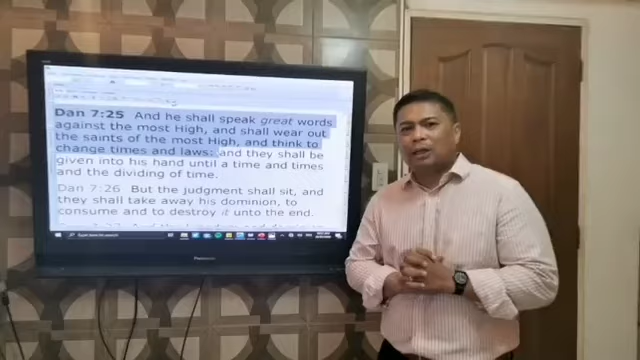 Dan 7:25 And he shall speak great words
against the most High, and shall wear out
the saints of the most High, and think to
change times and laws: and they shall be
given into his hand until a time and times
and the dividing of time.
Dan 7:26 But the judgment shall sit, and
they shall take away his dominion, to
consume and to destroy it unto the end.
Panasonic